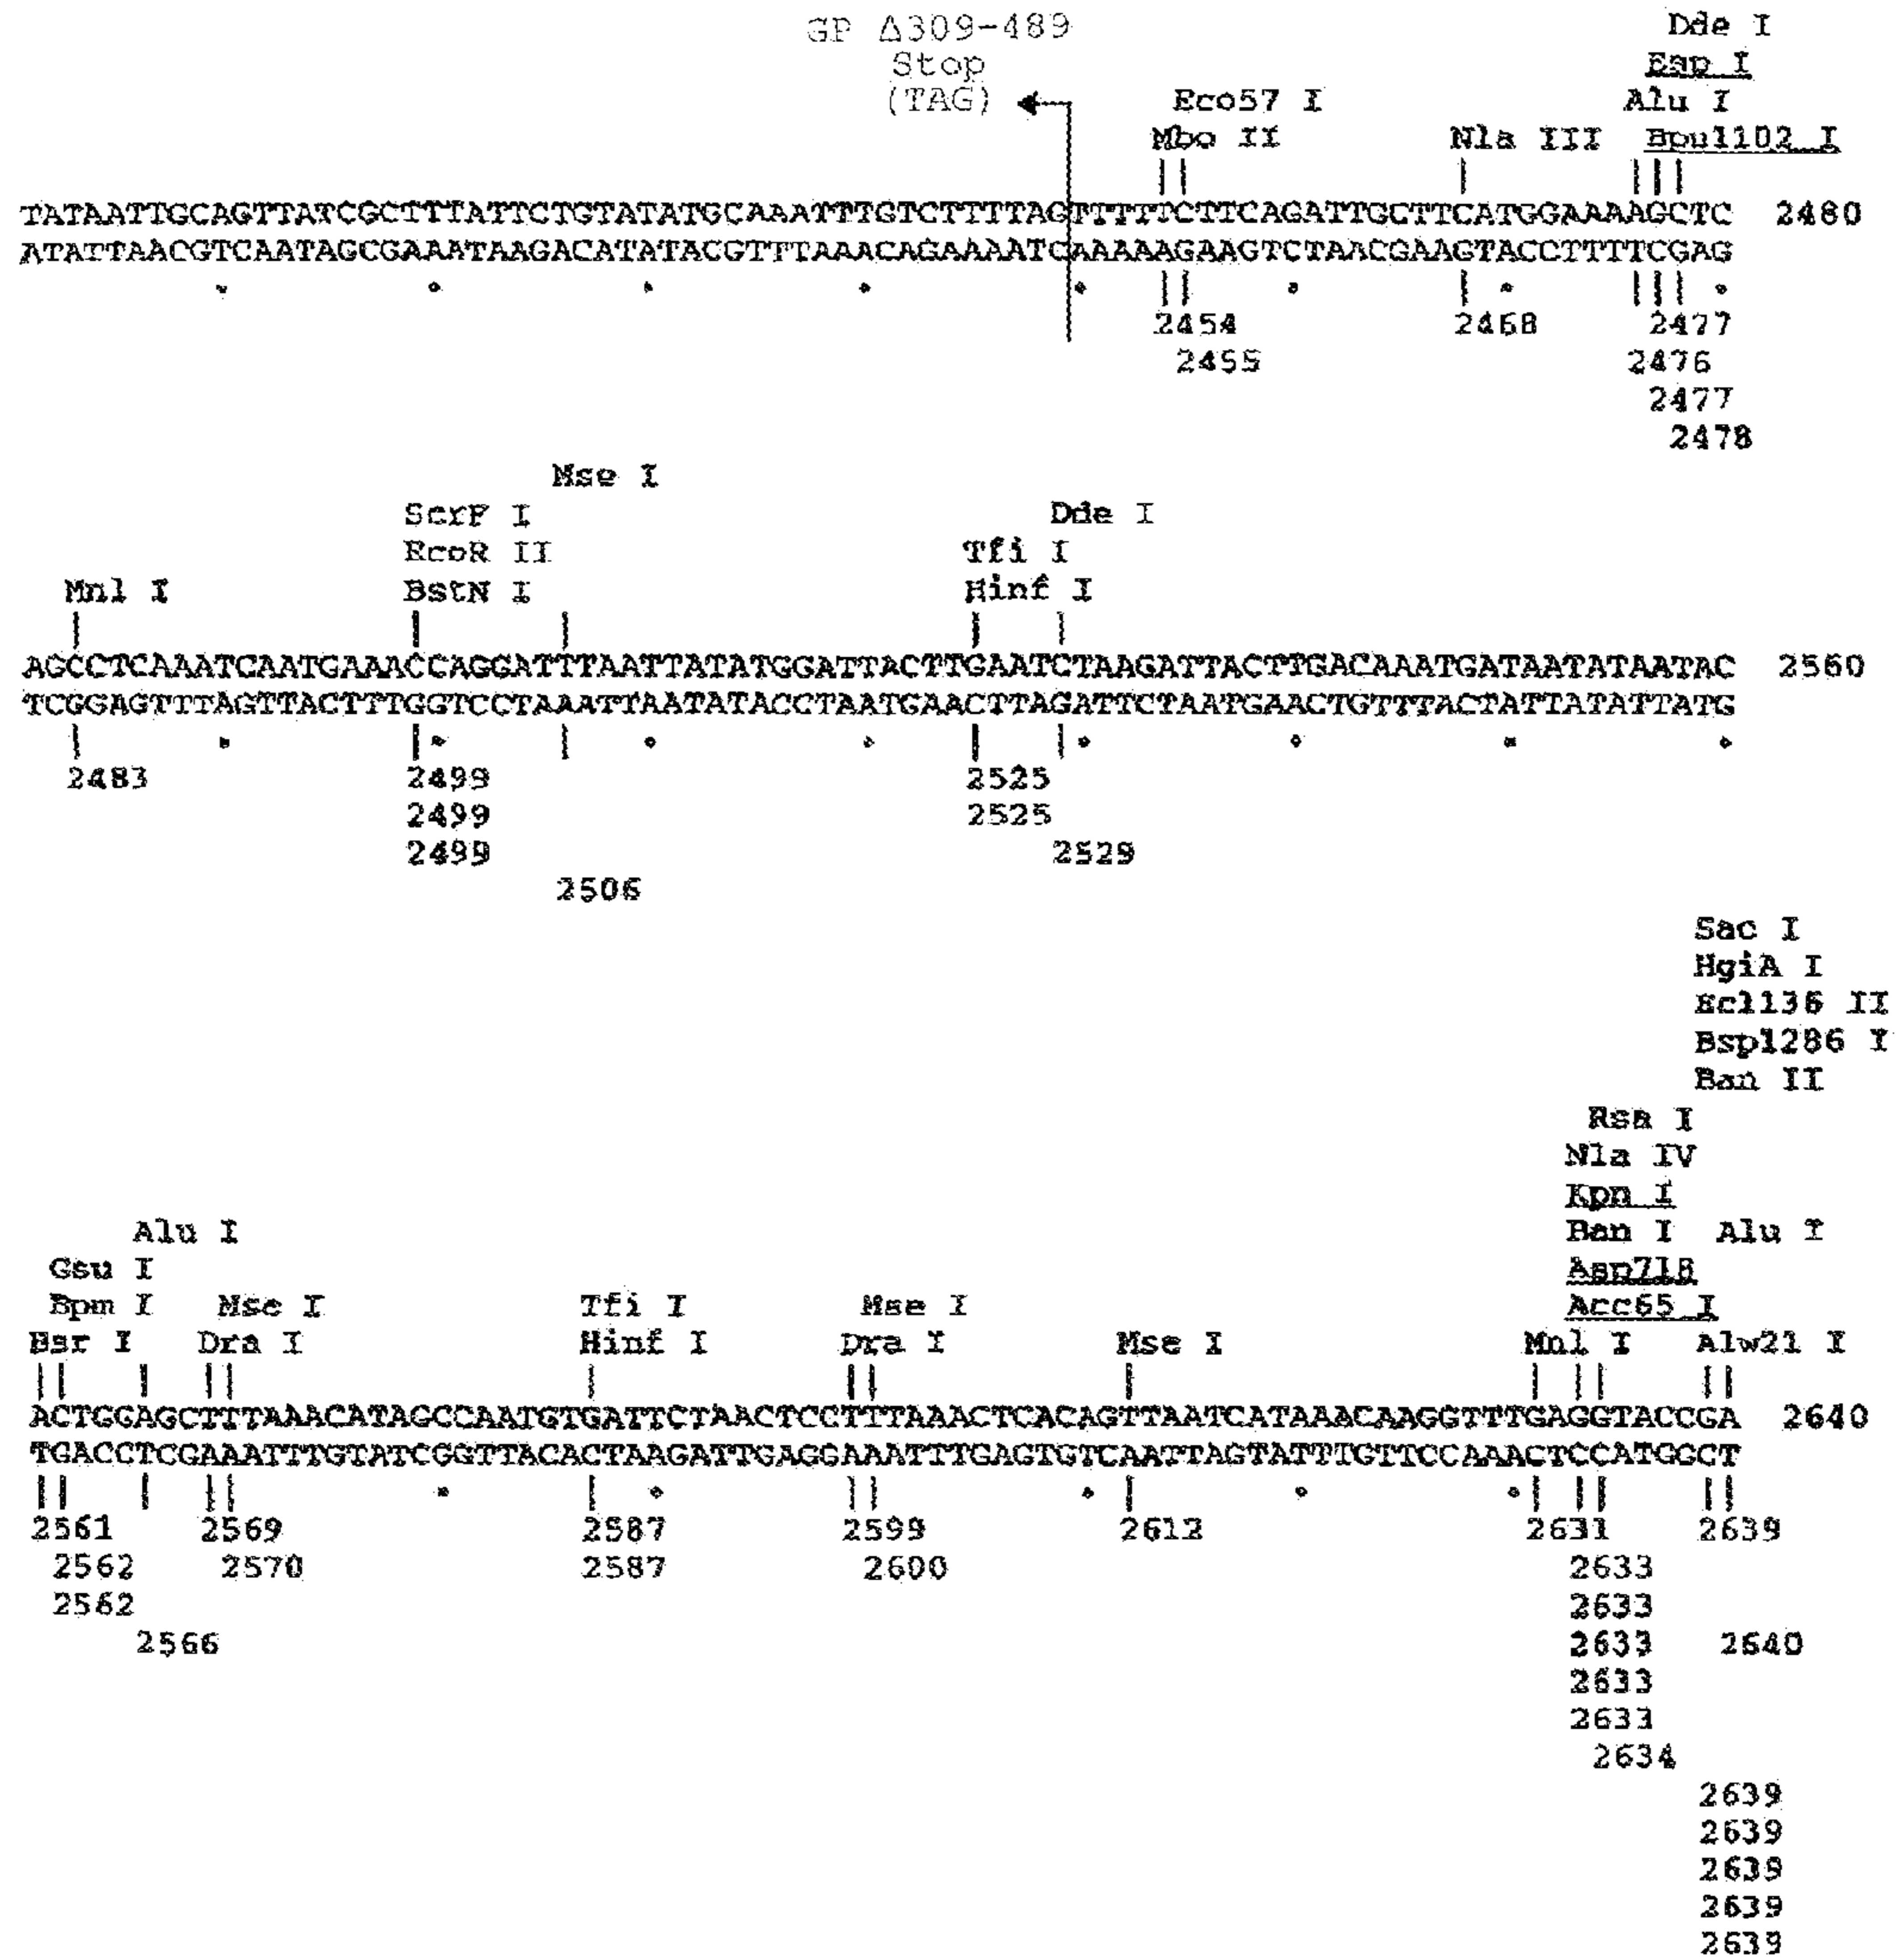 GP Δ309-489
Stop
(TAG)
Dde I
Esp I
Eco57 I Alu I
Mbo II Nla III Bpu1102 I
TATAATTGCAGTTATCGCTTTATTCTGTATATGCAAATTTGTCTTTTAGTTTTTCTTCAGATTGCTTCATGGAAAAGCTC 2480
ATATTAACGTCAATAGCGAAATAAGACATATACGTTTAAACAGAAAATCAAAAAGAAGTCTAACGAAGTACCTTTTCGAG
2454 2468 2477
2455 2476
2477
2478
Mse I
ScrF I Dde I
EcoR II Tfi I
Mnl I BstN I Hinf I
AGCCTCAAATCAATGAAACCAGGATTTAATTATATGGATTACTTGAATCTAAGATTACTTGACAAATGATAATATAATAC 2560
TCGGAGTTTAGTTACTTTGGTCCTAAATTAATATACCTAATGAACTTAGATTCTAATGAACTGTTTACTATTATATTATG
2483 2499 2525
2499 2525
2499 2529
2506
Sac I
HgiA I
Ecl136 II
Bsp1286 I
Ban II
Rsa I
Nla IV
Kpn I
Alu I Ban I Alu I
Gsu I Asp718
Bpm I Mse I Tfi I Mse I Acc65 I
Bsr I Dra I Hinf I Dra I Mse I Mnl I Alw21 I
ACTGGAGCTTTAAACATAGCCAATGTGATTCTAACTCCTTTAAACTCACAGTTAATCATAAACAAGGTTTGAGGTACCGA 2640
TGACCTCGAAATTTGTATCGGTTACACTAAGATTGAGGAAATTTGAGTGTCAATTAGTATTTGTTCCAAACTCCATGGCT
2561 2569 2587 2599 2612 2631 2639
2562 2570 2587 2600 2633
2562 2633
2566 2633 2640
2633
2633
2634
2639
2639
2639
2639
2639